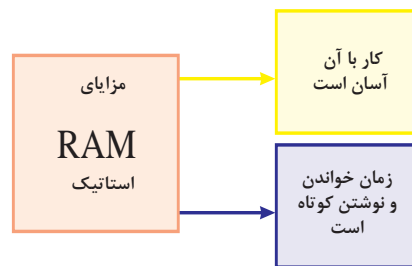 مزایای
RAM
استاتیک
کار با آن
آسان است
زمان خواندن
و نوشتن کوتاه
است